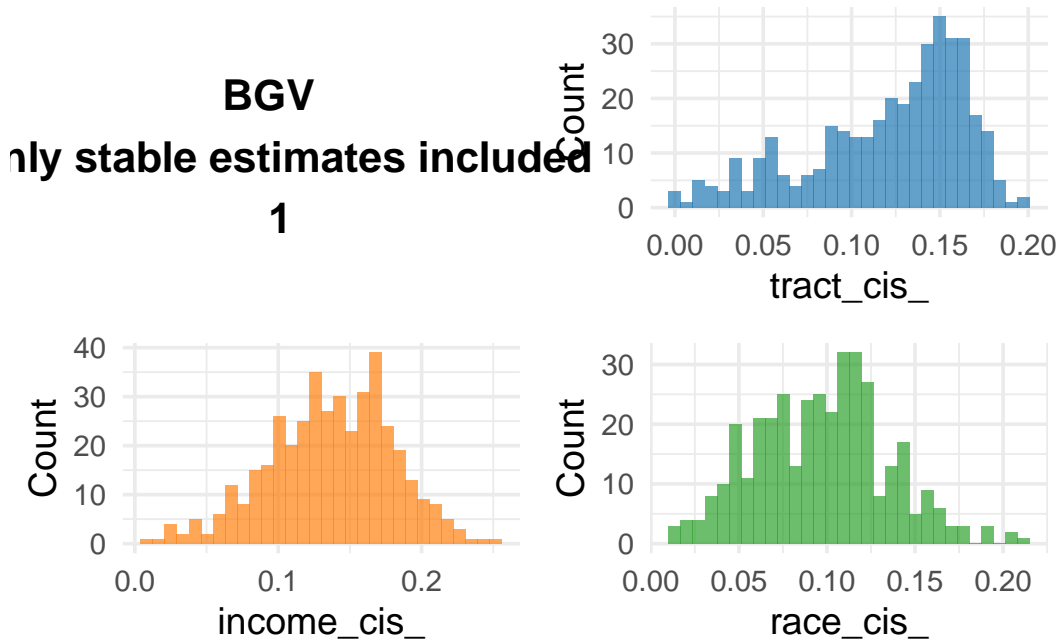 BGV
nly stable estimates included
1
Count
30
20
10
0
0.00 0.05 0.10 0.15 0.20
tract_cis_
Count
40
30
20
10
0
0.0 0.1 0.2
income_cis_
Count
30
20
10
0
0.00 0.05 0.10 0.15 0.20
race_cis_